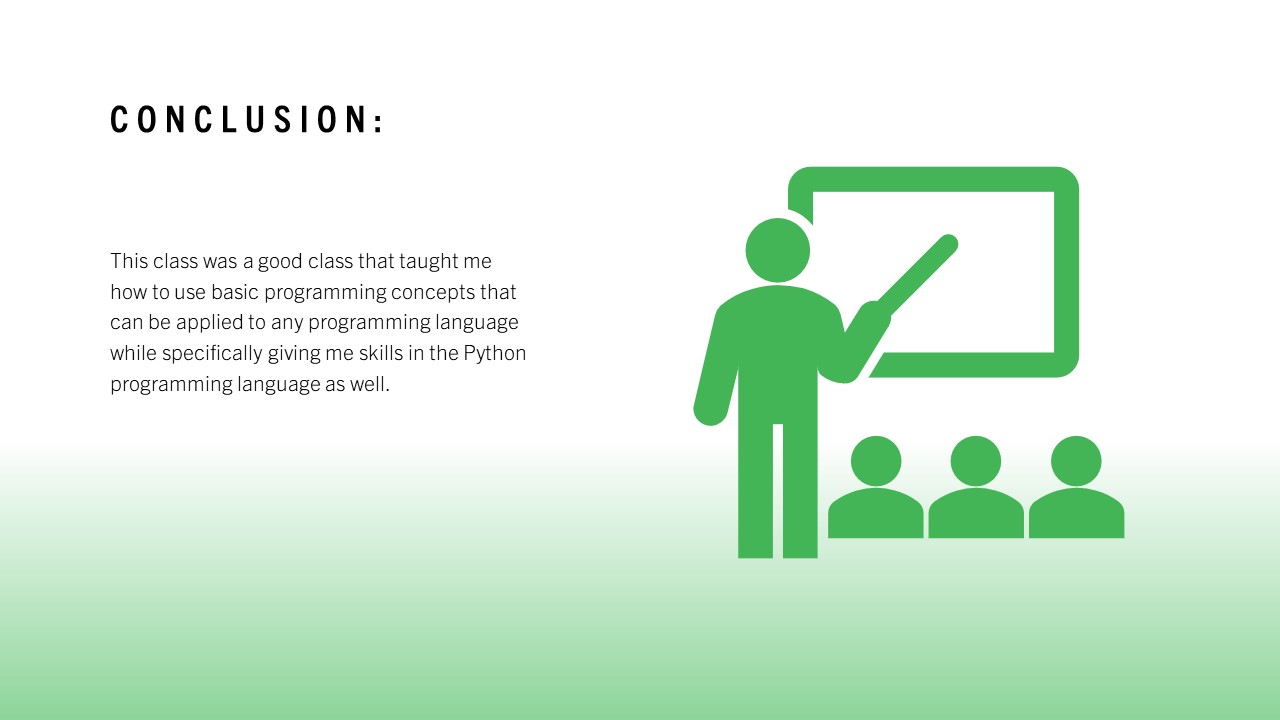 CONCLUSION:
This class was a good class that taught me
how to use basic programming concepts that
can be applied to any programming language
while specifically giving me skills in the Python
programming language as well.